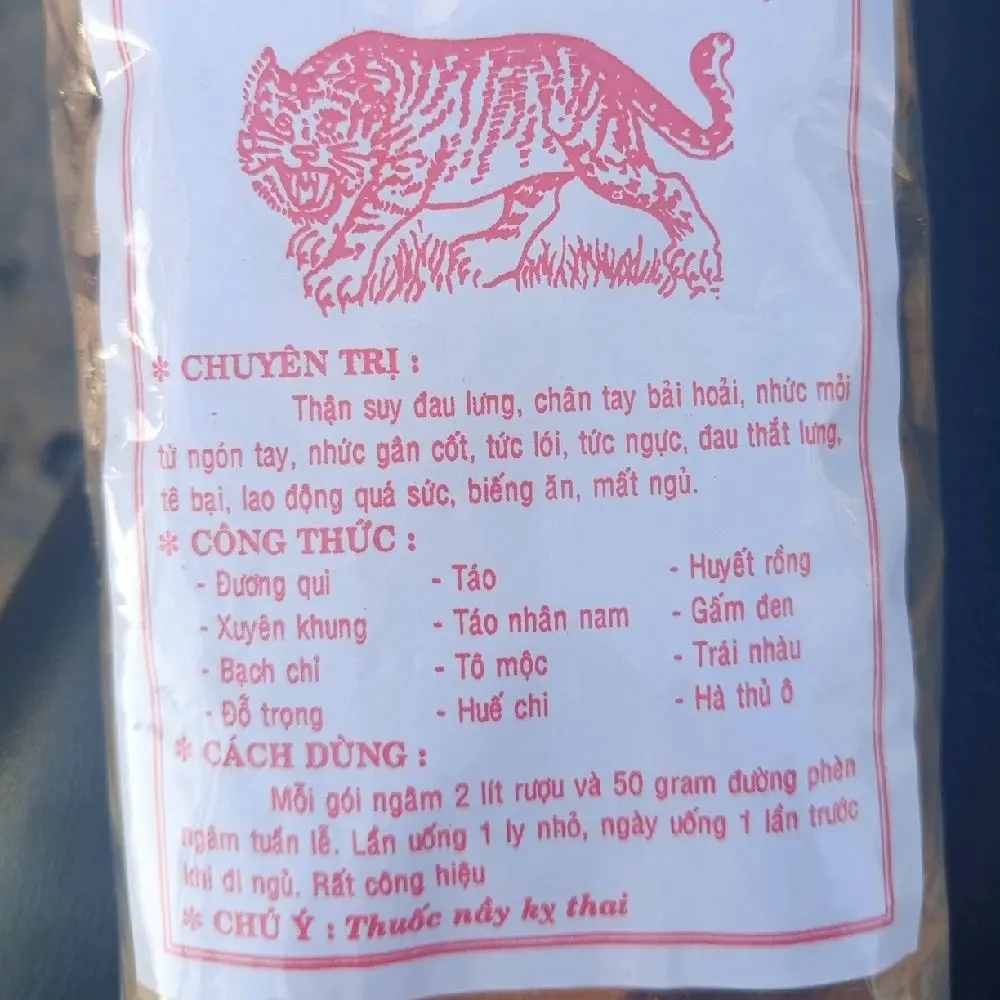 * CHUYÊN TRỊ :
Thận suy đau lưng, chân tay bải hoải, nhức mỏi
từ ngón tay, nhức gân cốt, tức lói, tức ngực, đau thắt lưng,
tê bại, lao động quá sức, biếng ăn, mất ngủ.
* CÔNG THỨC :
- Đương qui - Táo - Huyết rồng
- Xuyên khung - Táo nhân nam - Gấm đen
- Bạch chỉ - Tô mộc - Trái nhàu
- Đỗ trọng - Huế chi - Hà thủ ô
* CÁCH DÙNG :
Mỗi gói ngâm 2 lít rượu và 50 gram đường phèn
ngâm tuần lễ. Lần uống 1 ly nhỏ, ngày uống 1 lần trước
khi đi ngủ. Rất công hiệu
* CHÚ Ý : Thuốc nầy kỵ thai